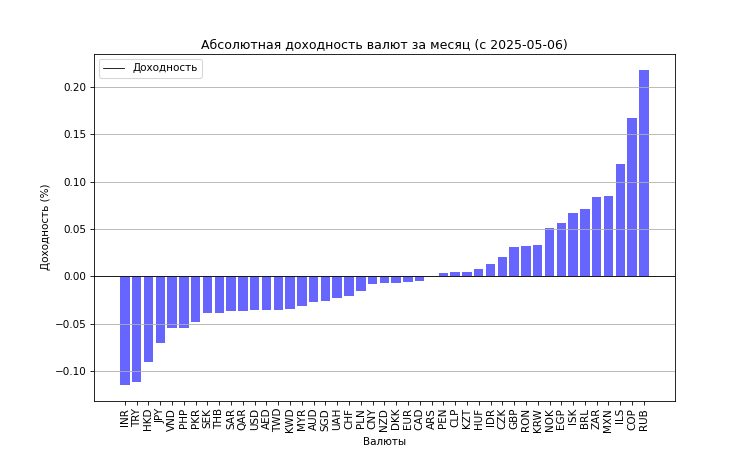 Абсолютная доходность валют за месяц (с 2025-05-06)
Доходность
0.20
0.15
0.10
0.05
0.00
−0.05
−0.10
Доходность (%)
INR TRY HKD JPY VND PHP PKR SEK THB SAR QAR USD AED TWD KWD MYR AUD SGD UAH CHF PLN CNY NZD DKK EUR CAD ARS PEN CLP KZT HUF IDR CZK GBP RON KRW NOK EGP ISK BRL ZAR MXN ILS COP RUB
Валюты